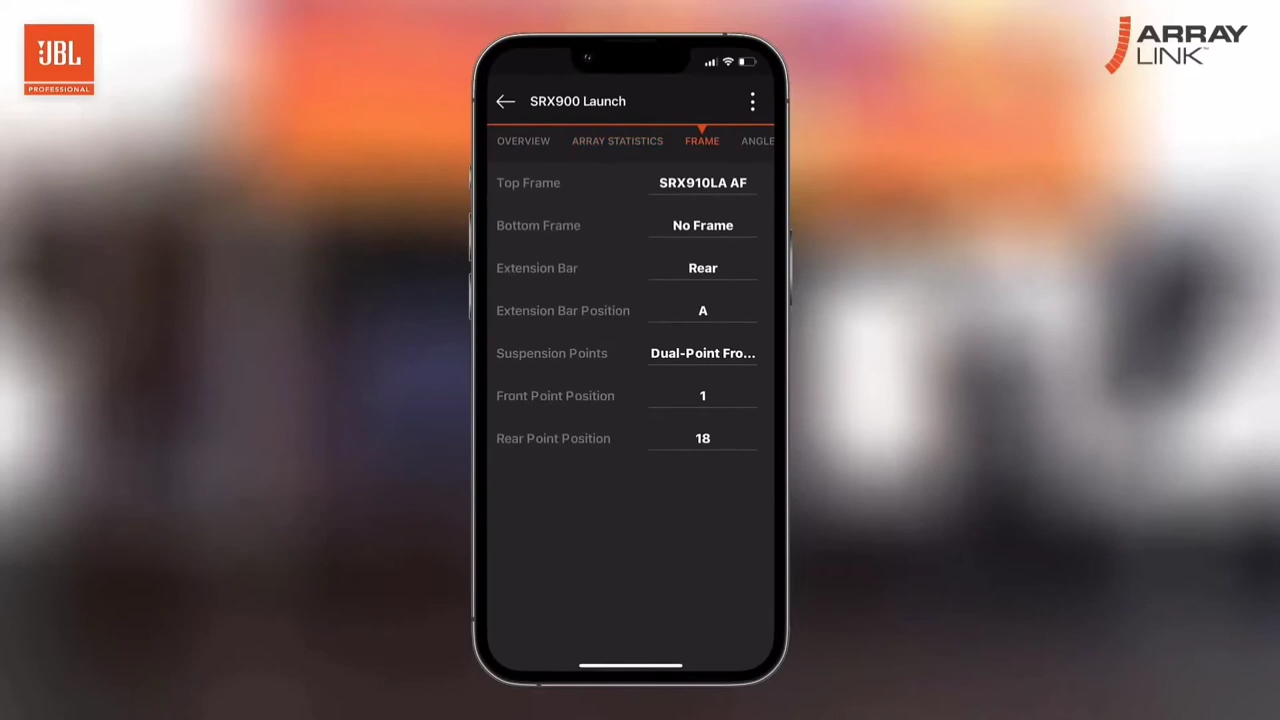 JBL
PROFESSIONAL
ARRAY
LINK™
SRX900 Launch
OVERVIEW ARRAY STATISTICS FRAME ANGLE
Top Frame SRX910LA AF
Bottom Frame No Frame
Extension Bar Rear
Extension Bar Position A
Suspension Points Dual-Point Fro...
Front Point Position 1
Rear Point Position 18